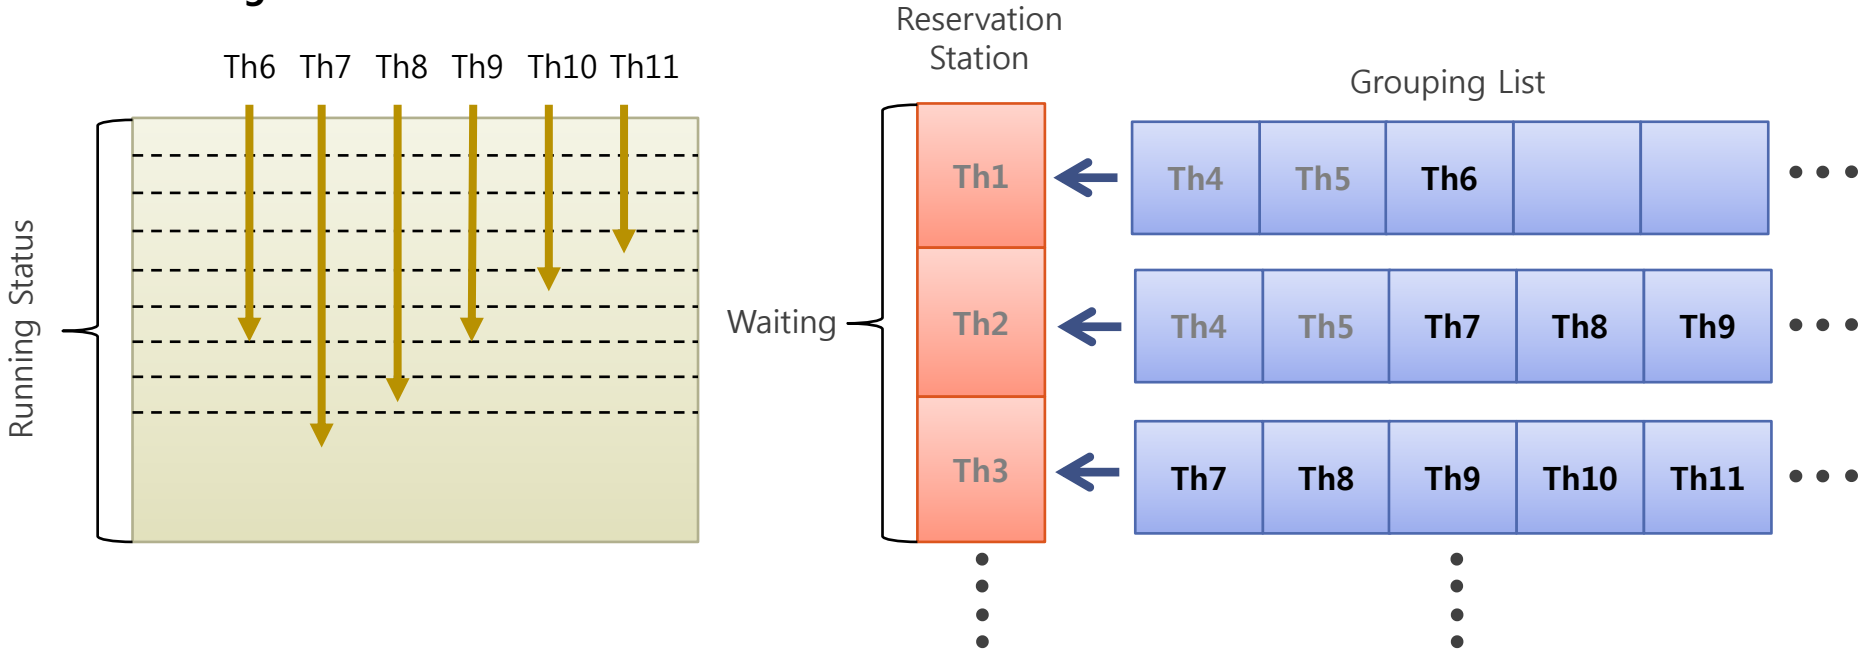 Th6 Th7 Th8 Th9 Th10 Th11
Running Status
Reservation
Station
Waiting
Th1
Th2
Th3
Grouping List
Th4 Th5 Th6
Th4 Th5 Th7 Th8 Th9
Th7 Th8 Th9 Th10 Th11